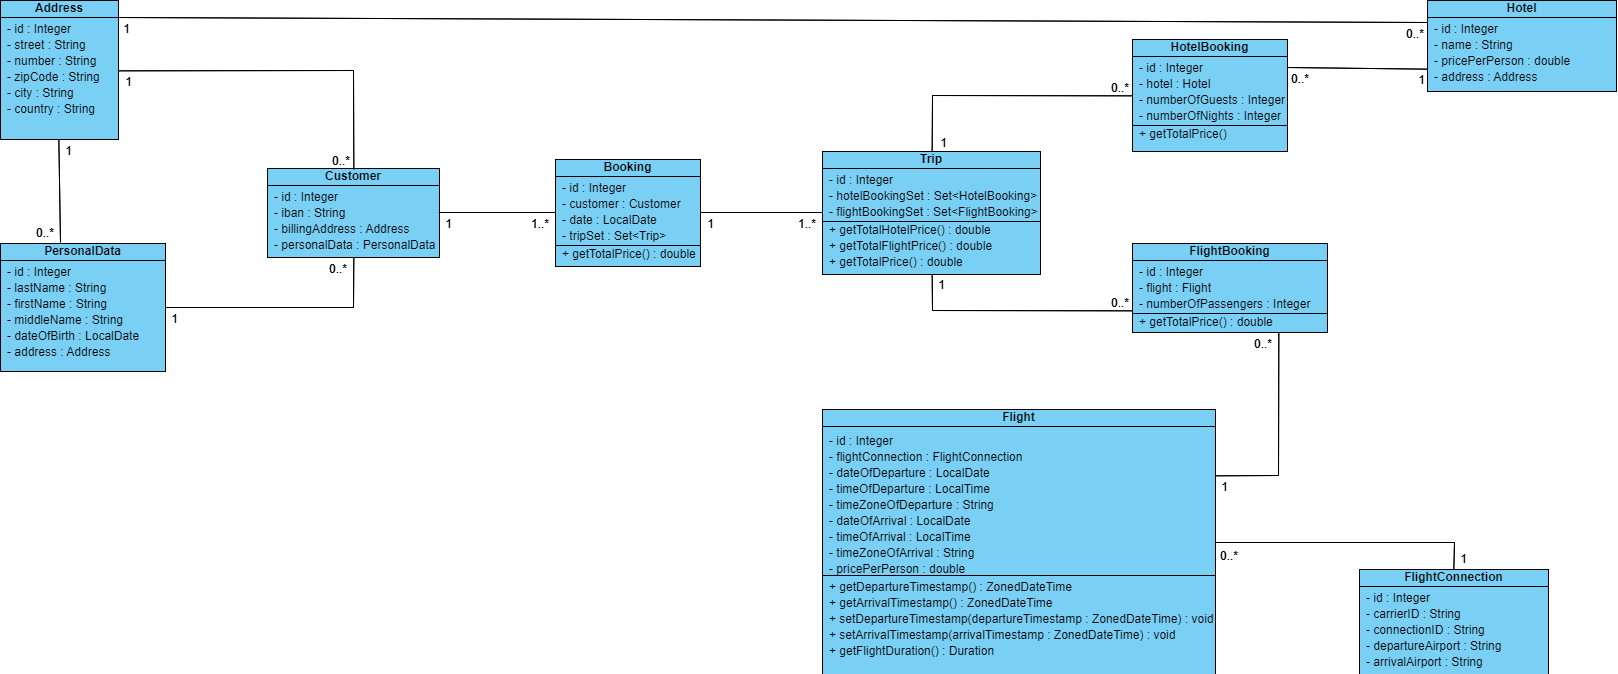 Address
- id : Integer
- street : String
- number : String
- zipCode : String
- city : String
- country : String
1
1
1
0..*
Hotel
- id : Integer
- name : String
- pricePerPerson : double
- address : Address
0..*
1
HotelBooking
- id : Integer
- hotel : Hotel
- numberOfGuests : Integer
- numberOfNights : Integer
+ getTotalPrice()
0..*
0..*
Customer
- id : Integer
- iban : String
- billingAddress : Address
- personalData : PersonalData
0..*
0..*
1
Booking
- id : Integer
- customer : Customer
- date : LocalDate
- tripSet : Set<Trip>
+ getTotalPrice() : double
1..*
1
Trip
- id : Integer
- hotelBookingSet : Set<HotelBooking>
- flightBookingSet : Set<FlightBooking>
+ getTotalHotelPrice() : double
+ getTotalFlightPrice() : double
+ getTotalPrice() : double
1
1..*
1
PersonalData
- id : Integer
- lastName : String
- firstName : String
- middleName : String
- dateOfBirth : LocalDate
- address : Address
1
FlightBooking
- id : Integer
- flight : Flight
- numberOfPassengers : Integer
+ getTotalPrice() : double
0..*
0..*
Flight
- id : Integer
- flightConnection : FlightConnection
- dateOfDeparture : LocalDate
- timeOfDeparture : LocalTime
- timeZoneOfDeparture : String
- dateOfArrival : LocalDate
- timeOfArrival : LocalTime
- timeZoneOfArrival : String
- pricePerPerson : double
+ getDepartureTimestamp() : ZonedDateTime
+ getArrivalTimestamp() : ZonedDateTime
+ setDepartureTimestamp(departureTimestamp : ZonedDateTime) : void
+ setArrivalTimestamp(arrivalTimestamp : ZonedDateTime) : void
+ getFlightDuration() : Duration
1
0..*
1
FlightConnection
- id : Integer
- carrierID : String
- connectionID : String
- departureAirport : String
- arrivalAirport : String